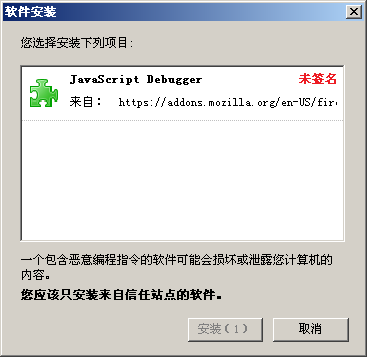 软件安装
您选择安装下列项目:
JavaScript Debugger 未签名
来自： https://addons.mozilla.org/en-US/fire
一个包含恶意编程指令的软件可能会损坏或泄露您计算机的
内容。
您应该只安装来自信任站点的软件。
安装(1) 取消